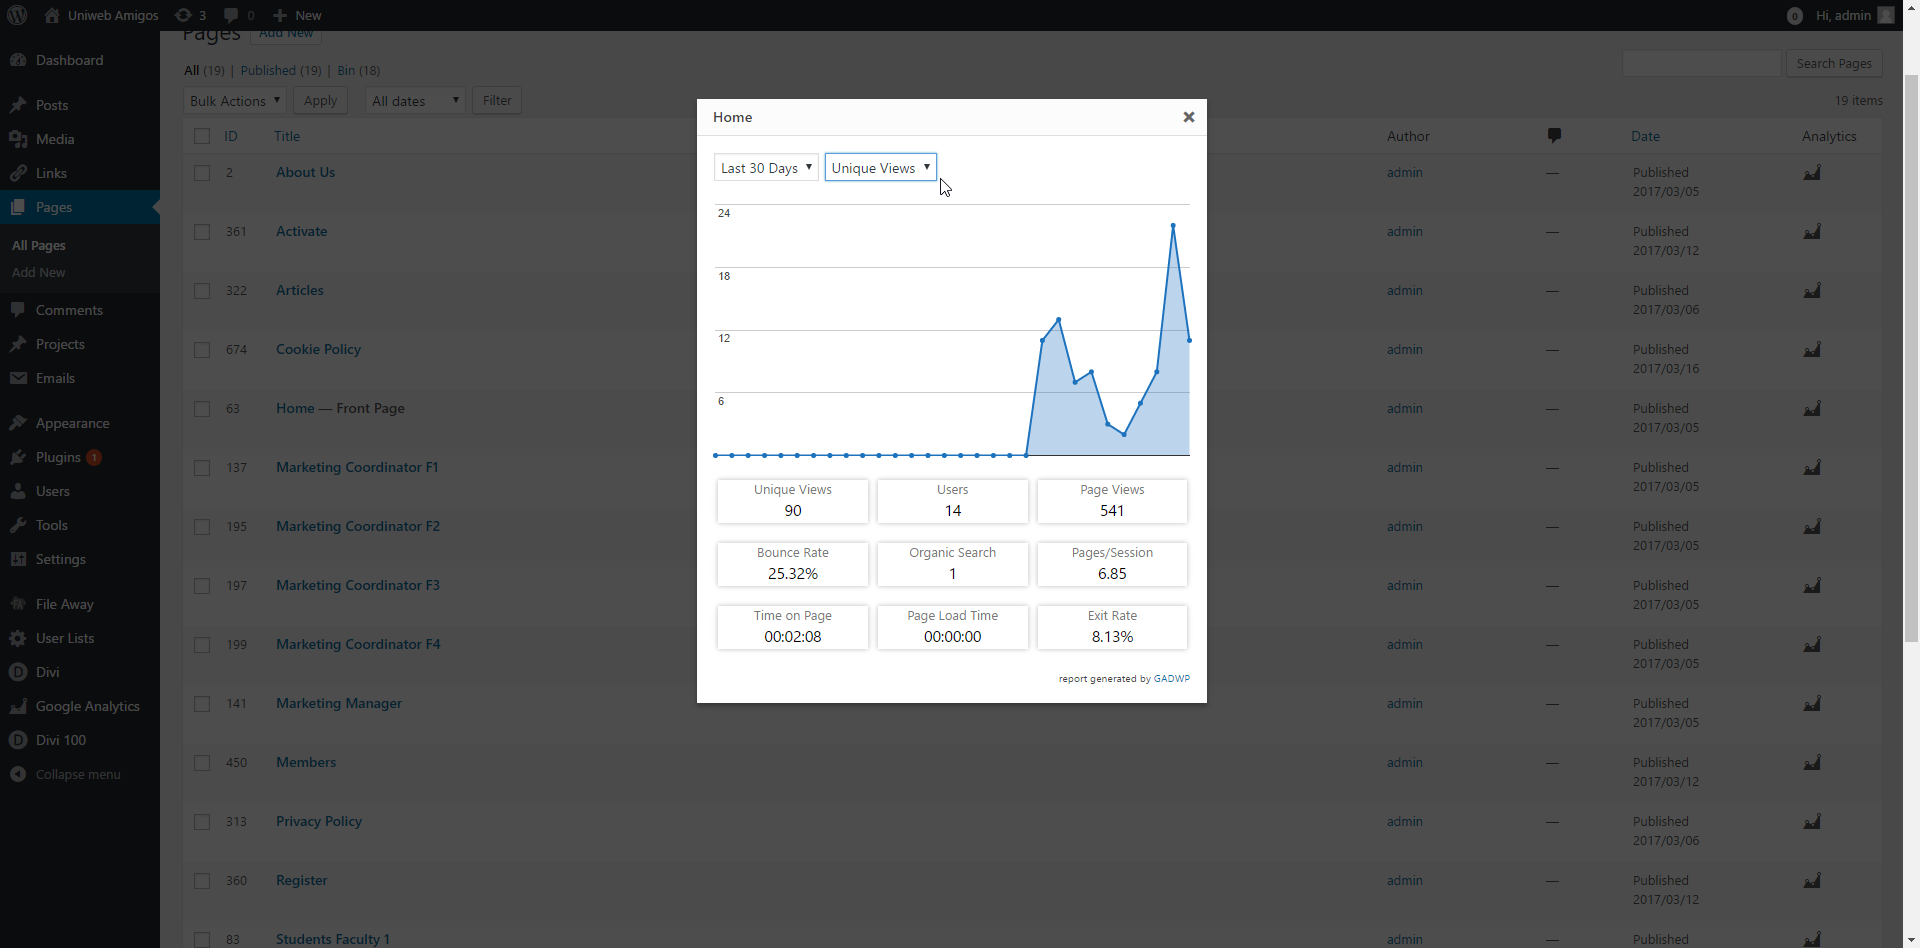 Uniweb Amigos 3 0 New 0 Hi, admin
Pages Add New
All (19) | Published (19) | Bin (18)
Search Pages
Bulk Actions Apply All dates Filter 19 items
Dashboard
Posts
Media
Links
Pages
All Pages
Add New
Comments
Projects
Emails
Appearance
Plugins 1
Users
Tools
Settings
File Away
User Lists
Divi
Google Analytics
Divi 100
Collapse menu
ID Title Author Date Analytics
2 About Us admin — Published
2017/03/05
361 Activate admin — Published
2017/03/12
322 Articles admin — Published
2017/03/06
674 Cookie Policy admin — Published
2017/03/16
63 Home — Front Page admin — Published
2017/03/05
137 Marketing Coordinator F1 admin — Published
2017/03/05
195 Marketing Coordinator F2 admin — Published
2017/03/05
197 Marketing Coordinator F3 admin — Published
2017/03/05
199 Marketing Coordinator F4 admin — Published
2017/03/05
141 Marketing Manager admin — Published
2017/03/05
450 Members admin — Published
2017/03/12
313 Privacy Policy admin — Published
2017/03/06
360 Register admin — Published
2017/03/12
83 Students Faculty 1 admin — Published
Home
Last 30 Days Unique Views
24
18
12
6
Unique Views Users Page Views
90 14 541
Bounce Rate Organic Search Pages/Session
25.32% 1 6.85
Time on Page Page Load Time Exit Rate
00:02:08 00:00:00 8.13%
report generated by GADWP